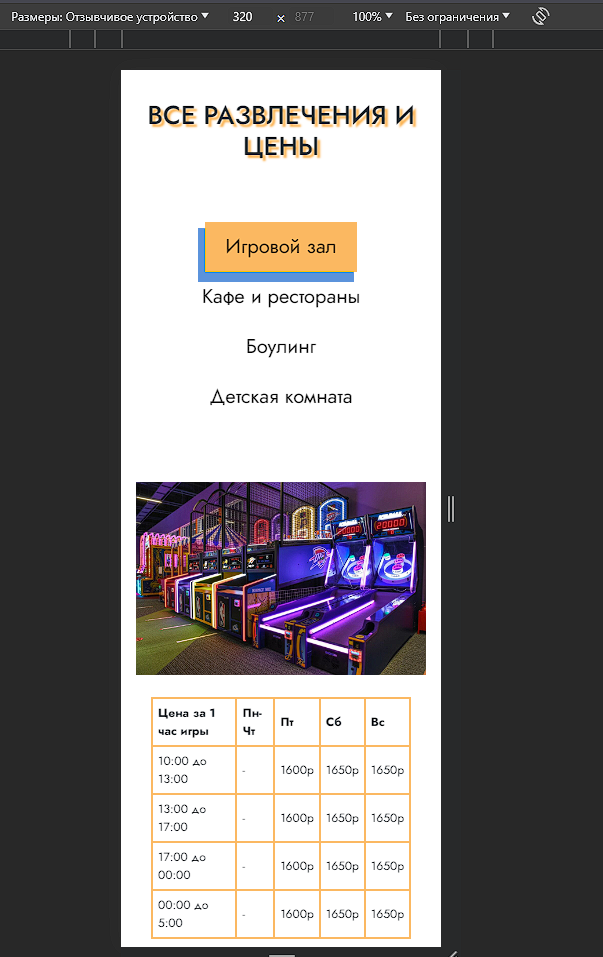 Размеры: Отзывчивое устройство 320 × 877 100% Без ограничения
ВСЕ РАЗВЛЕЧЕНИЯ И
ЦЕНЫ
Игровой зал
Кафе и рестораны
Боулинг
Детская комната
Цена за 1 час игры Пн-Чт Пт Сб Вс
10:00 до 13:00 - 1600р 1650р 1650р
13:00 до 17:00 - 1600р 1650р 1650р
17:00 до 00:00 - 1600р 1650р 1650р
00:00 до 5:00 - 1600р 1650р 1650р